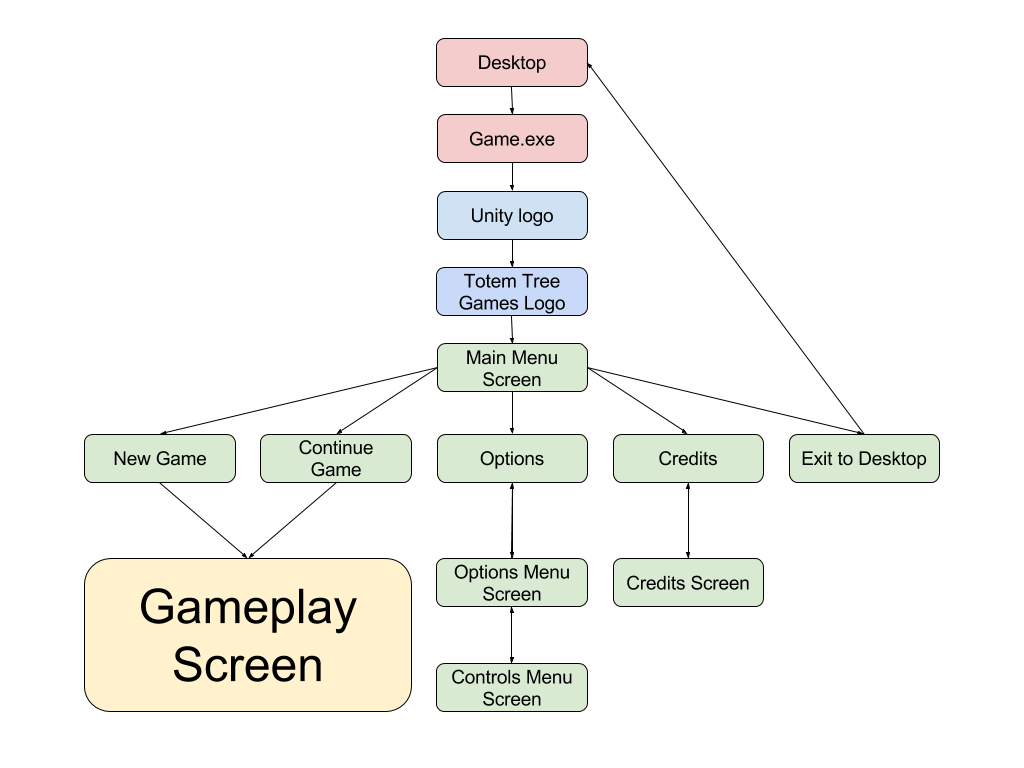 Desktop
Game.exe
Unity logo
Totem Tree
Games Logo
Main Menu
Screen
New Game
Continue
Game
Options
Credits
Exit to Desktop
Gameplay
Screen
Options Menu
Screen
Credits Screen
Controls Menu
Screen